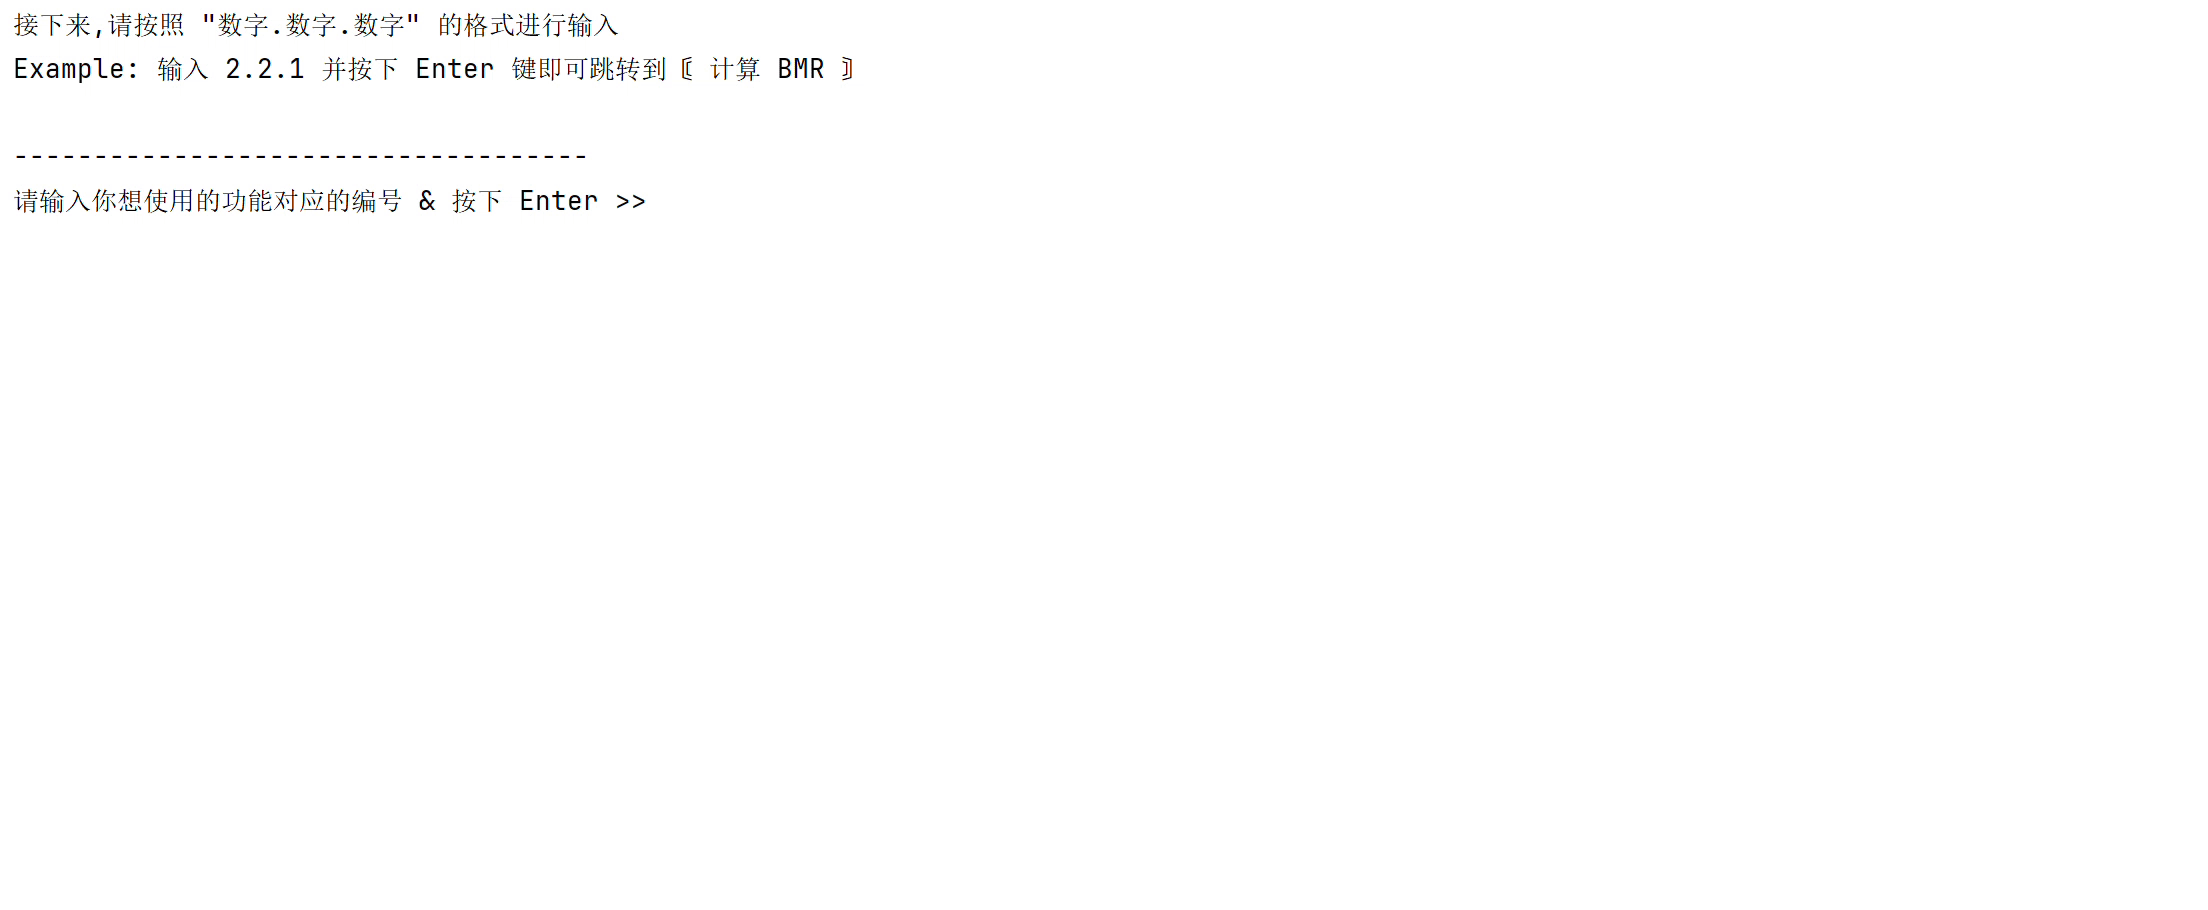 接下来,请按照 "数字.数字.数字" 的格式进行输入
Example: 输入 2.2.1 并按下 Enter 键即可跳转到〖 计算 BMR 〗
------------------------------------
请输入你想使用的功能对应的编号 & 按下 Enter >>